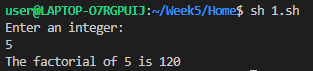 user@LAPTOP-O7RGPUIJ:~/Week5/Home$ sh 1.sh
Enter an integer:
5
The factorial of 5 is 120